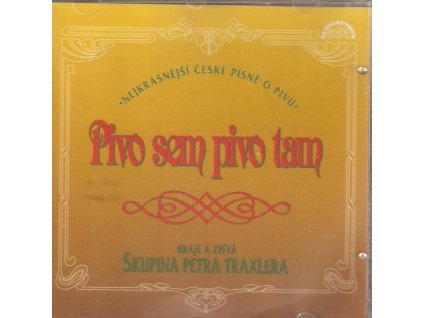 •NEJKRÁSNĚJŠÍ ČESKÉ PÍSNĚ O PIVU•
Pivo sem pivo tam
HRAJE A ZPÍVÁ
SKUPINA PETRA TRAXLERA